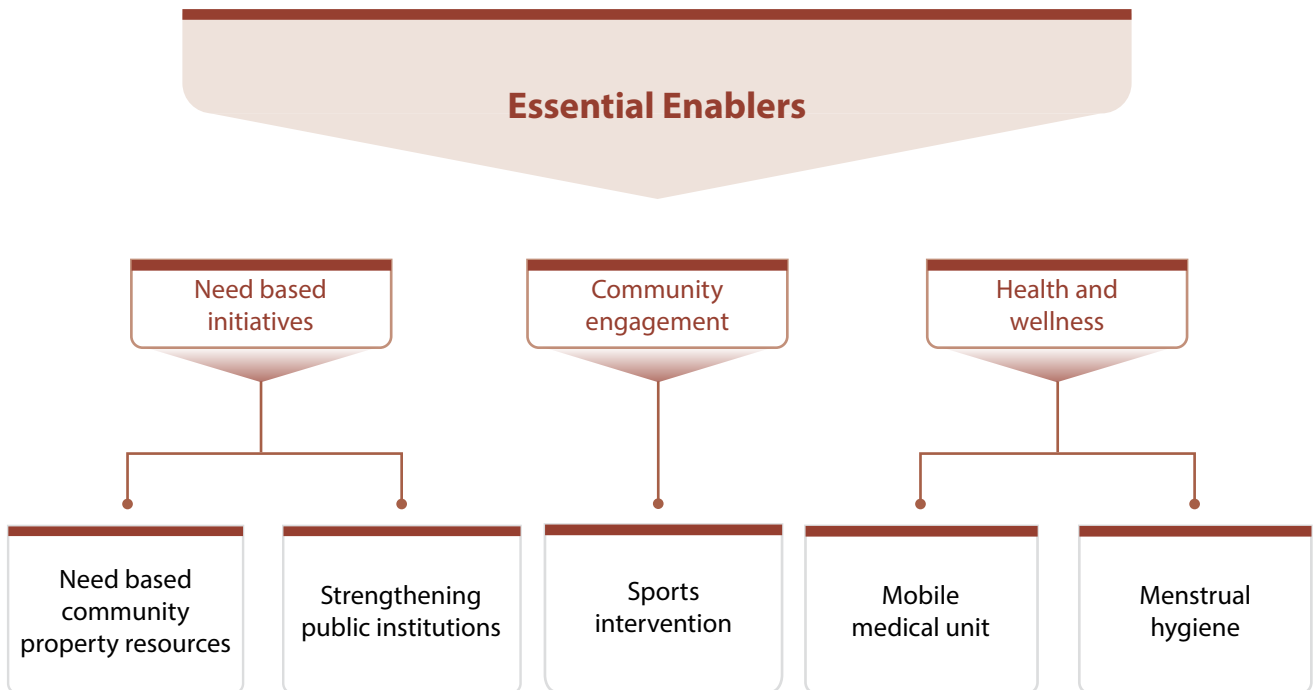 Essential Enablers
Need based
initiatives
Community
engagement
Health and
wellness
Need based
community
property resources
Strengthening
public institutions
Sports
intervention
Mobile
medical unit
Menstrual
hygiene